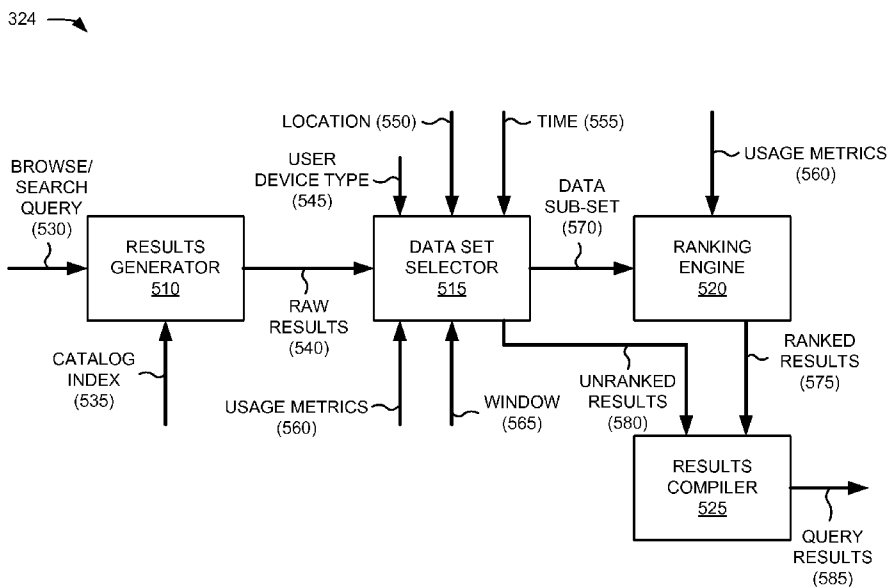 324
LOCATION (550)
TIME (555)
USER
DEVICE TYPE
(545)
USAGE METRICS
(560)
BROWSE/
SEARCH
QUERY
(530)
DATA
SUB-SET
(570)
RESULTS
GENERATOR
510
DATA SET
SELECTOR
515
RANKING
ENGINE
520
RAW
RESULTS
(540)
CATALOG
INDEX
(535)
USAGE METRICS
(560)
WINDOW
(565)
UNRANKED
RESULTS
(580)
RANKED
RESULTS
(575)
RESULTS
COMPILER
525
QUERY
RESULTS
(585)